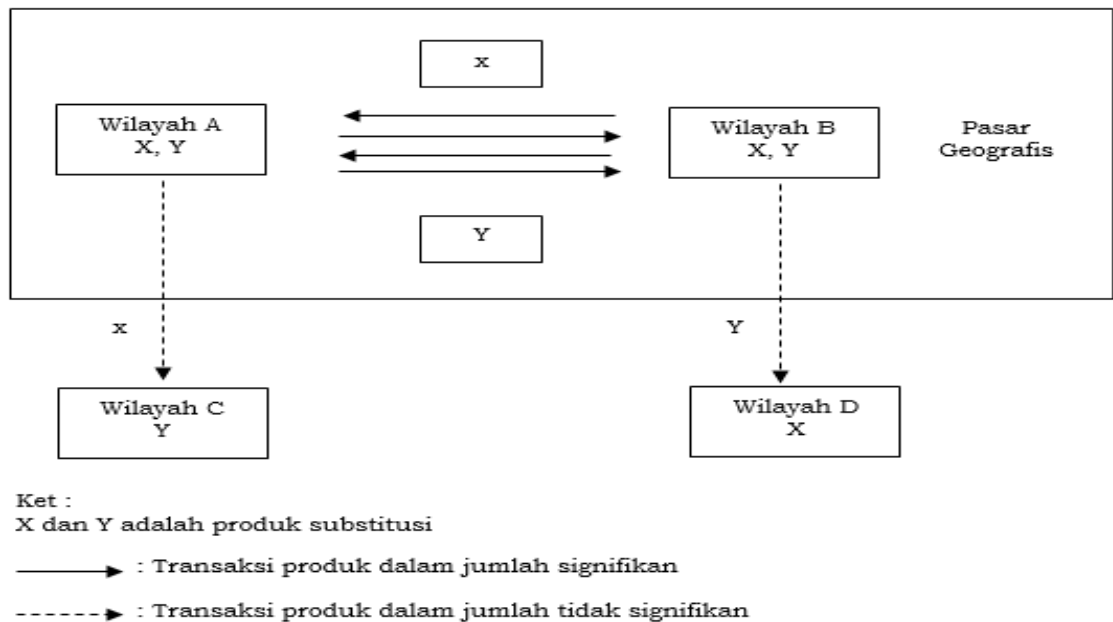 x
Wilayah A
X, Y
Wilayah B
X, Y
Pasar
Geografis
Y
x
Y
Wilayah C
Y
Wilayah D
X
Ket :
X dan Y adalah produk substitusi
: Transaksi produk dalam jumlah signifikan
: Transaksi produk dalam jumlah tidak signifikan